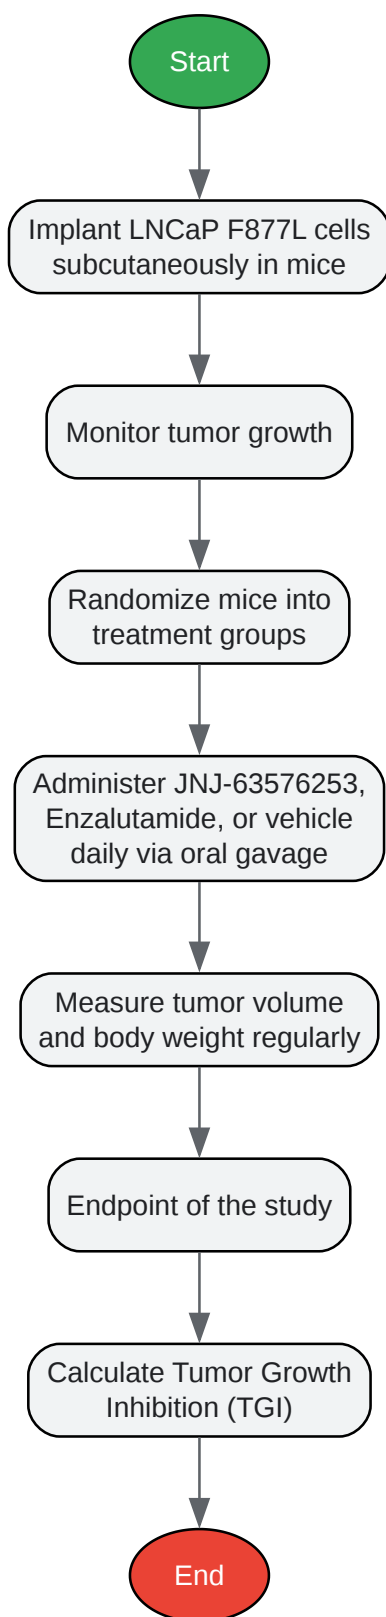 Start
Implant LNCaP F877L cells
subcutaneously in mice
Monitor tumor growth
Randomize mice into
treatment groups
Administer JNJ-63576253,
Enzalutamide, or vehicle
daily via oral gavage
Measure tumor volume
and body weight regularly
Endpoint of the study
Calculate Tumor Growth
Inhibition (TGI)
End